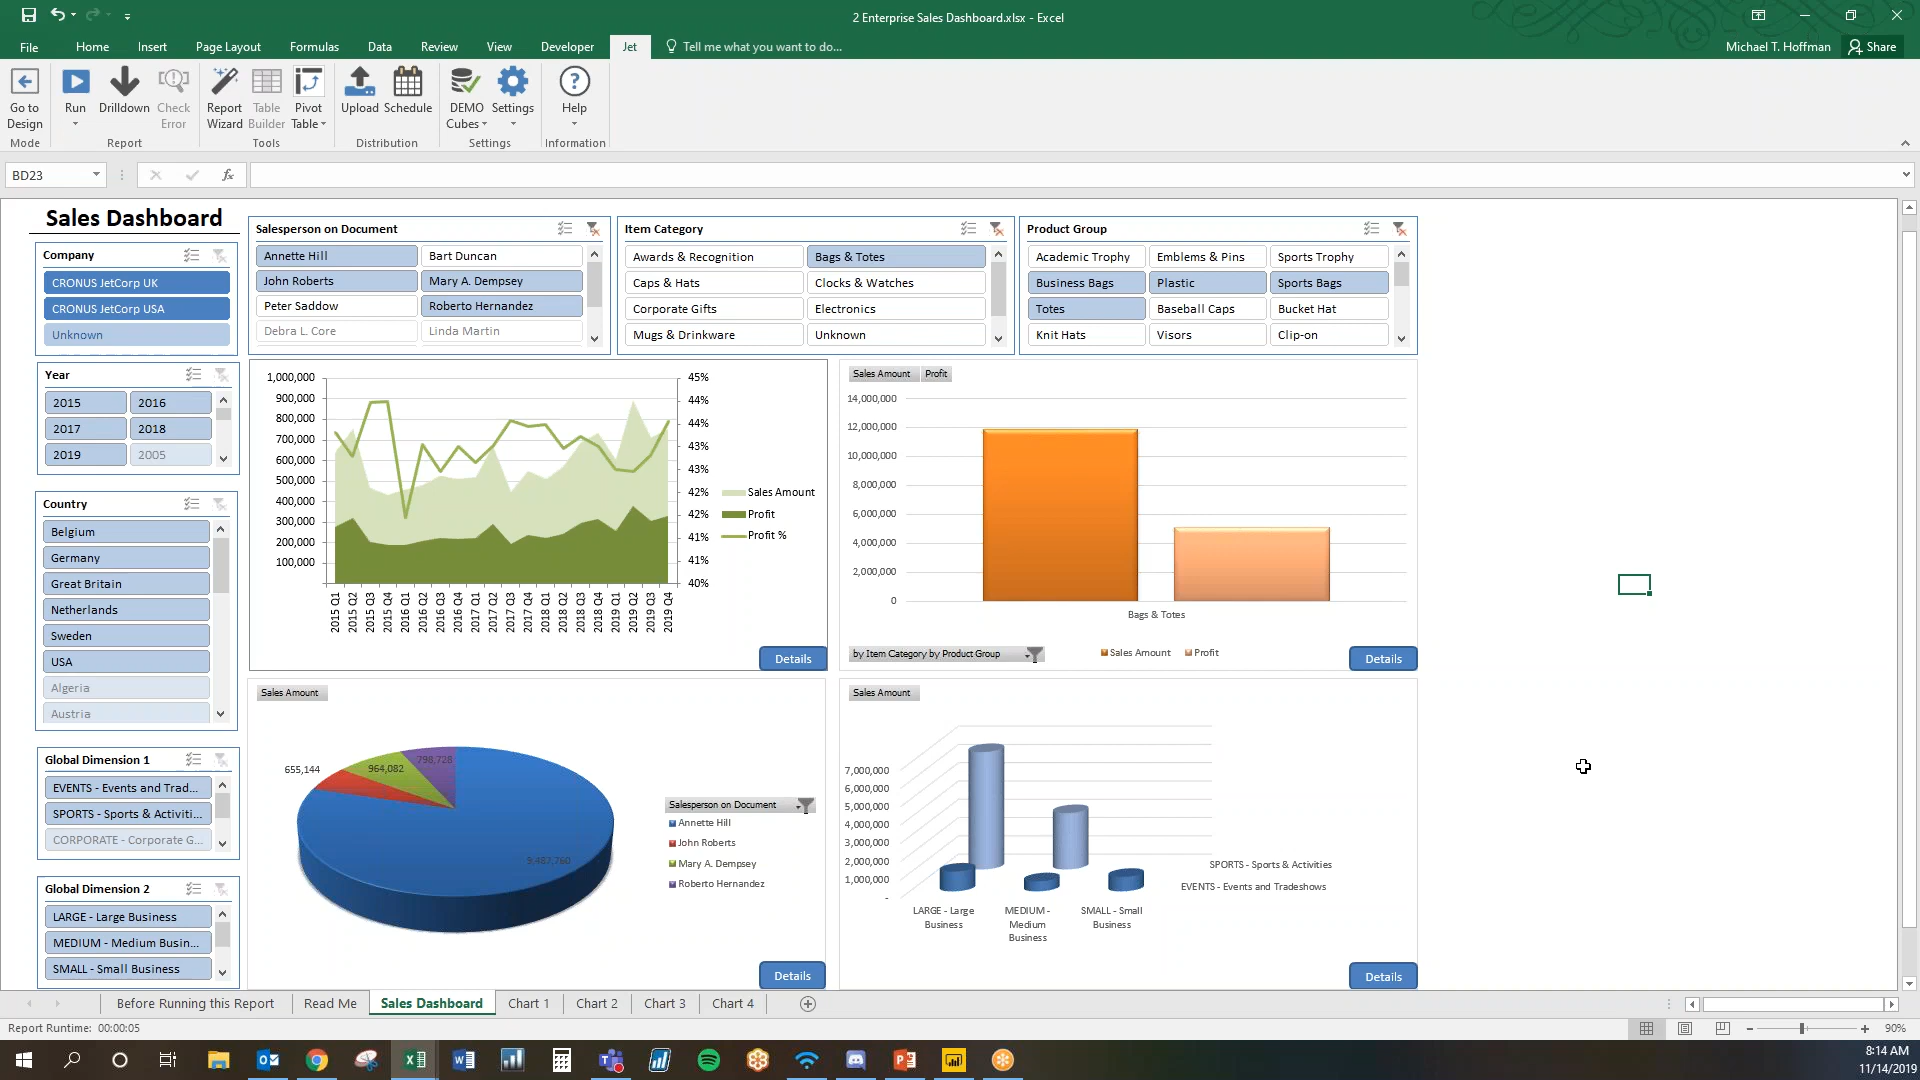 2 Enterprise Sales Dashboard.xlsx - Excel
File Home Insert Page Layout Formulas Data Review View Developer Jet Tell me what you want to do... Michael T. Hoffman Share
Go to Design
Run
Drilldown
Check Error
Report Wizard
Table Builder
Pivot Table
Upload
Schedule
DEMO Cubes
Settings
Help
Mode Report Tools Distribution Settings Information
BD23
fx
Sales Dashboard
Company
CRONUS JetCorp UK
CRONUS JetCorp USA
Unknown
Year
2015 2016
2017 2018
2019 2005
Country
Belgium
Germany
Great Britain
Netherlands
Sweden
USA
Algeria
Austria
Global Dimension 1
EVENTS - Events and Trad...
SPORTS - Sports & Activiti...
CORPORATE - Corporate G...
Global Dimension 2
LARGE - Large Business
MEDIUM - Medium Busin...
SMALL - Small Business
Salesperson on Document
Annette Hill Bart Duncan
John Roberts Mary A. Dempsey
Peter Saddow Roberto Hernandez
Debra L. Core Linda Martin
Item Category
Awards & Recognition Bags & Totes
Caps & Hats Clocks & Watches
Corporate Gifts Electronics
Mugs & Drinkware Unknown
Product Group
Academic Trophy Emblems & Pins Sports Trophy
Business Bags Plastic Sports Bags
Totes Baseball Caps Bucket Hat
Knit Hats Visors Clip-on
1,000,000
900,000
800,000
700,000
600,000
500,000
400,000
300,000
200,000
100,000
45%
44%
44%
43%
43%
42%
42%
41%
41%
40%
2015 Q1
2015 Q2
2015 Q3
2015 Q4
2016 Q1
2016 Q2
2016 Q3
2016 Q4
2017 Q1
2017 Q2
2017 Q3
2017 Q4
2018 Q1
2018 Q2
2018 Q3
2018 Q4
2019 Q1
2019 Q2
2019 Q3
2019 Q4
Sales Amount
Profit
Profit %
Details
Sales Amount Profit
14,000,000
12,000,000
10,000,000
8,000,000
6,000,000
4,000,000
2,000,000
0
Bags & Totes
by Item Category by Product Group
Sales Amount Profit
Details
Sales Amount
655,144
964,082
798,728
9,487,760
Salesperson on Document
Annette Hill
John Roberts
Mary A. Dempsey
Roberto Hernandez
Details
Sales Amount
7,000,000
6,000,000
5,000,000
4,000,000
3,000,000
2,000,000
1,000,000
-
SPORTS - Sports & Activities
EVENTS - Events and Tradeshows
LARGE - Large Business
MEDIUM - Medium Business
SMALL - Small Business
Details
Before Running this Report Read Me Sales Dashboard Chart 1 Chart 2 Chart 3 Chart 4
Report Runtime: 00:00:05
90%
8:14 AM
11/14/2019